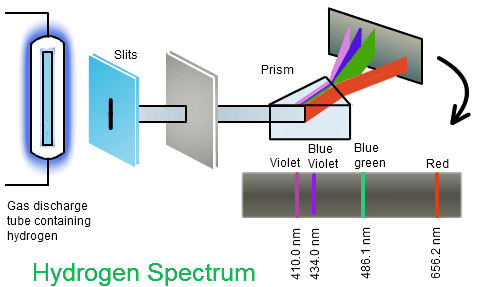 Slits
Prism
Gas discharge
tube containing
hydrogen
Violet
Blue
Violet
Blue
green
Red
410.0 nm
434.0 nm
486.1 nm
656.2 nm
Hydrogen Spectrum